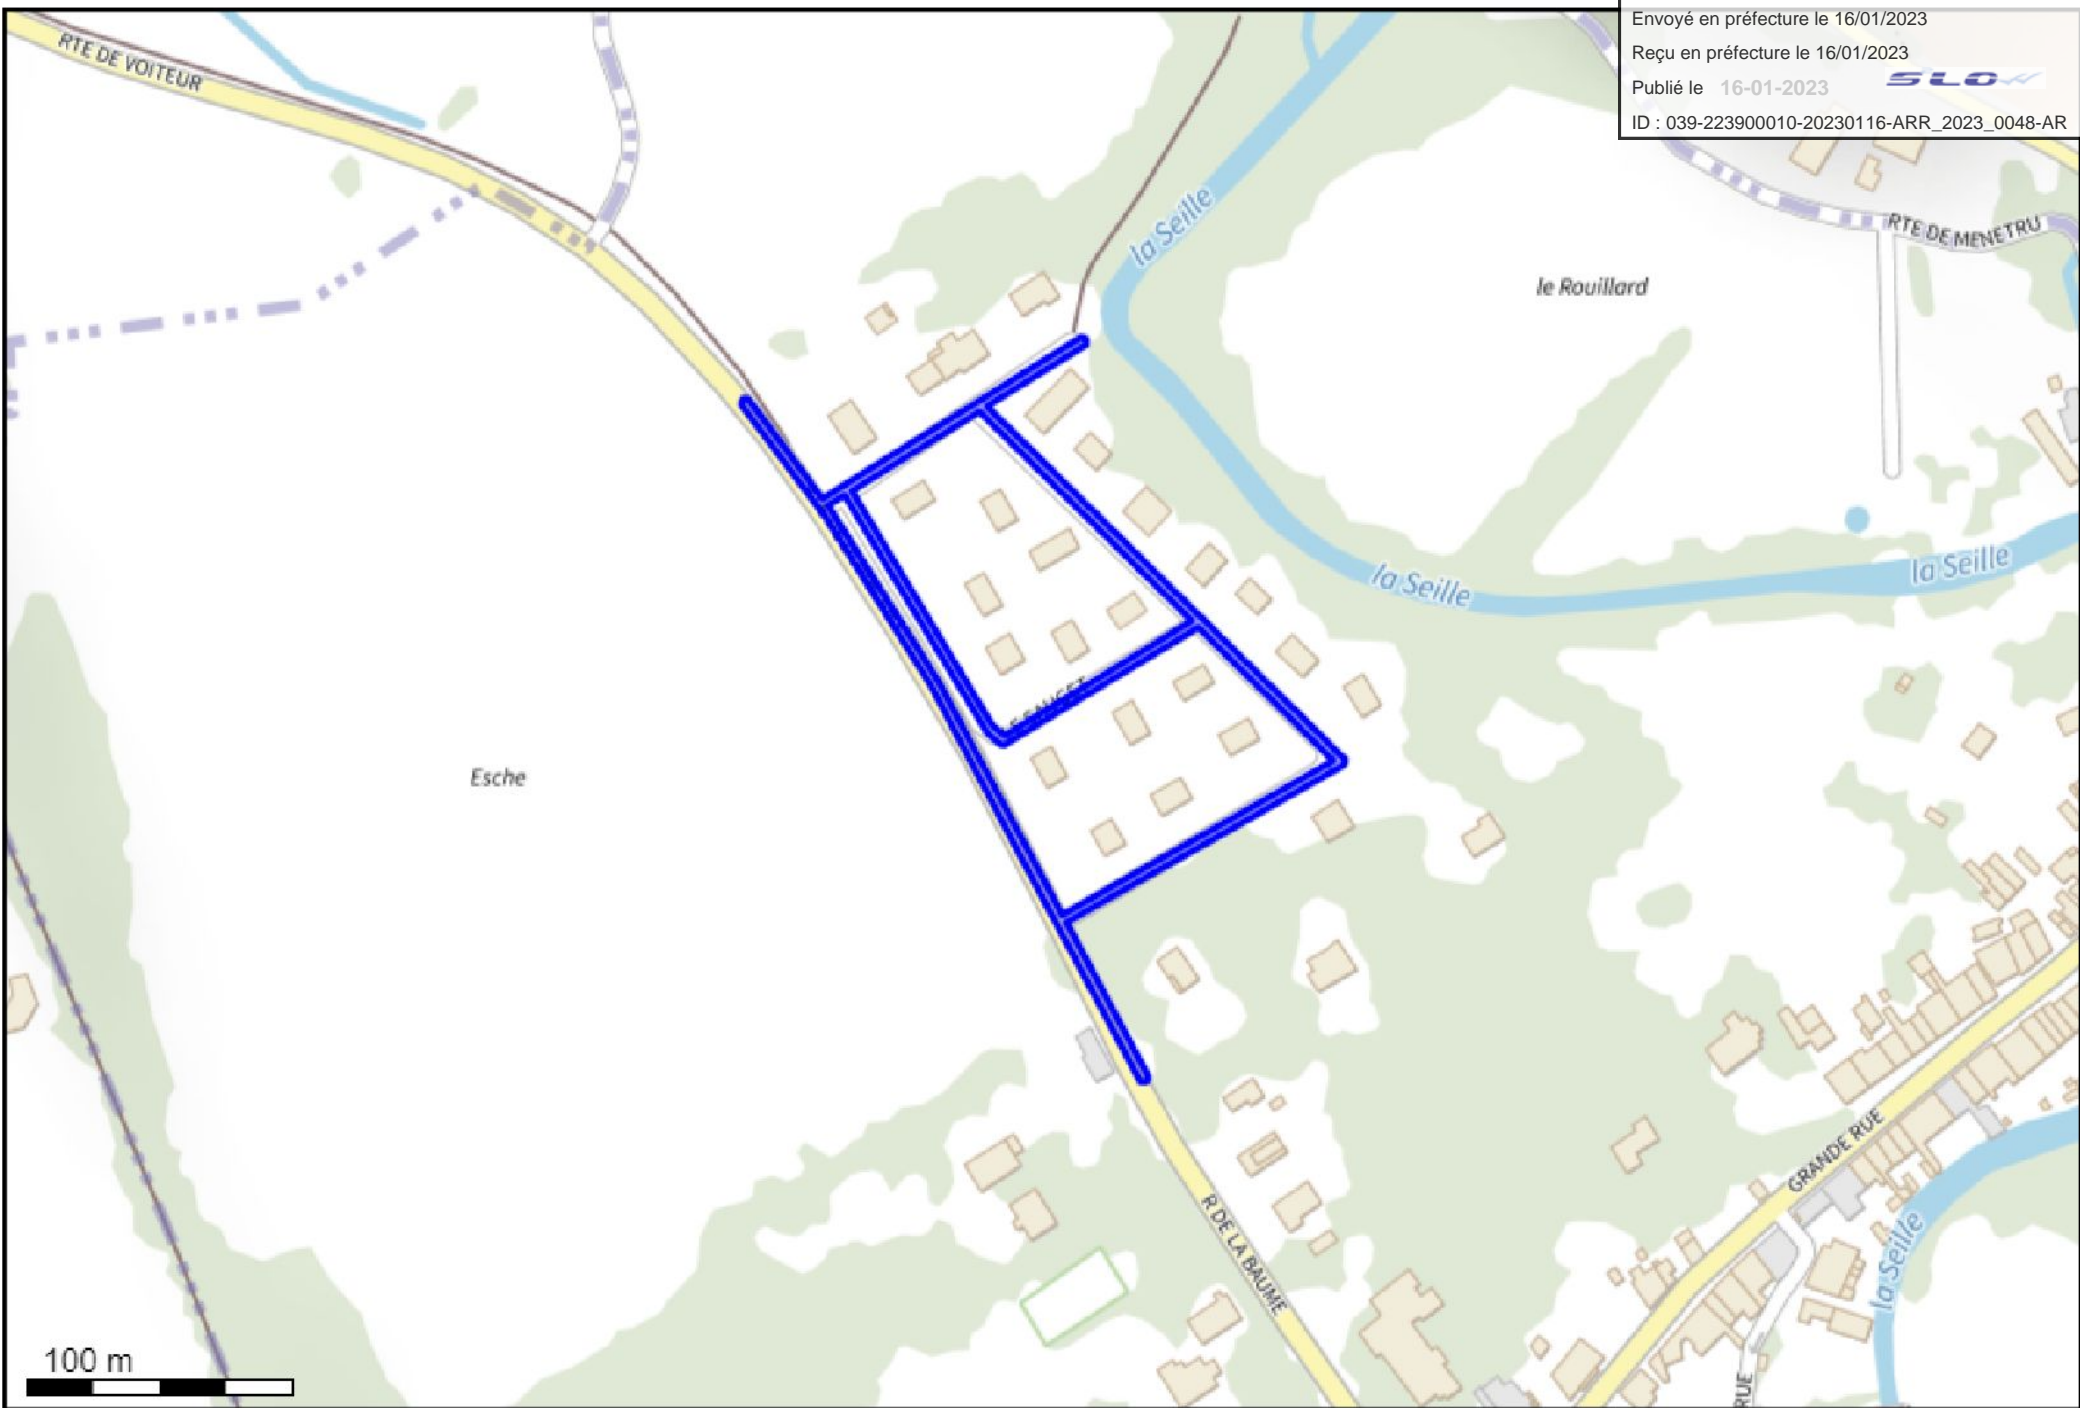 Envoyé en préfecture le 16/01/2023
Reçu en préfecture le 16/01/2023
Publié le 16-01-2023
SLOW
ID : 039-223900010-20230116-ARR_2023_0048-AR
RTE DE VOITEUR
la Seille
RTE DE MENETRU
le Rouillard
la Seille
la Seille
Esche
GRANDE RUE
R DE LA BAUME
la Seille
100 m
RUE